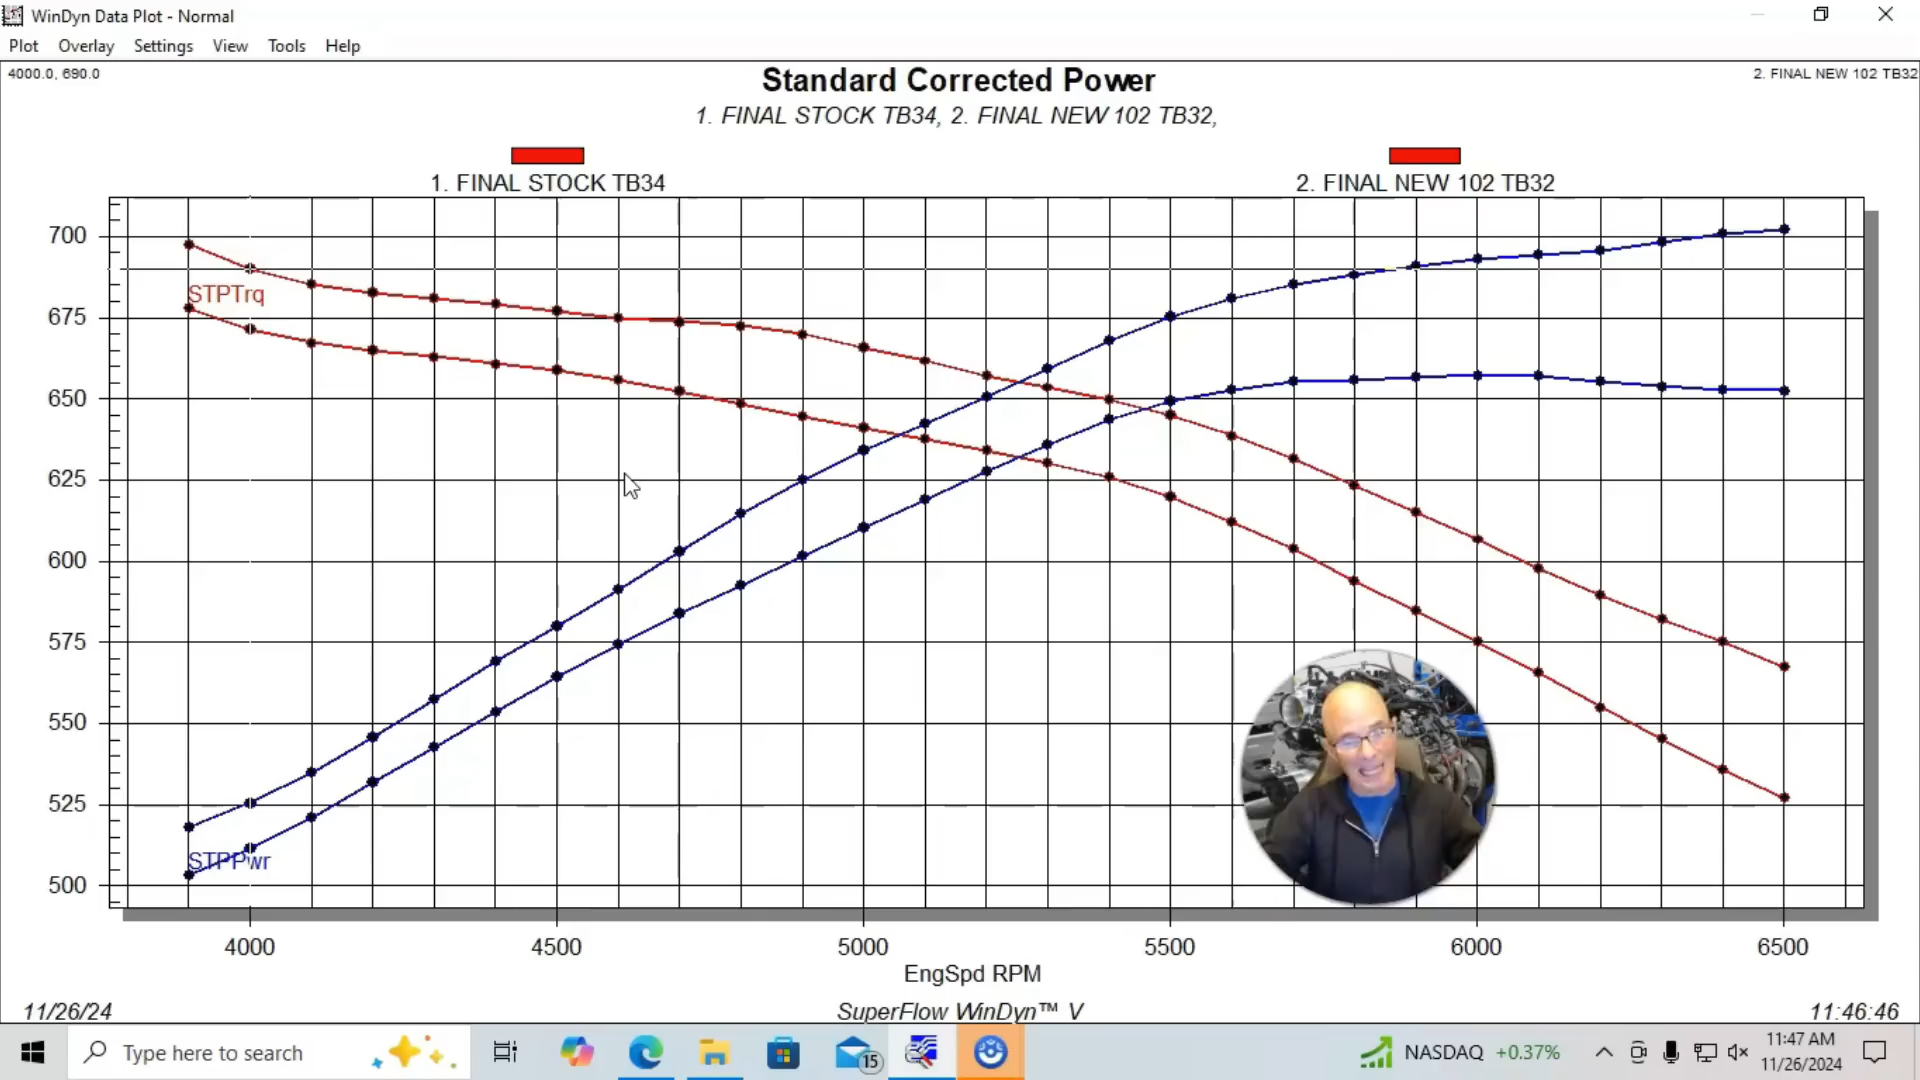 WinDyn Data Plot - Normal
Plot Overlay Settings View Tools Help
4000.0, 690.0
2. FINAL NEW 102 TB32
Standard Corrected Power
1. FINAL STOCK TB34, 2. FINAL NEW 102 TB32,
1. FINAL STOCK TB34
2. FINAL NEW 102 TB32
700
STPTrq
675
650
625
600
575
550
525
STPPwr
500
4000 4500 5000 5500 6000 6500
EngSpd RPM
11/26/24
SuperFlow WinDyn™ V
11:46:46
Type here to search
15
NASDAQ +0.37%
11:47 AM
11/26/2024